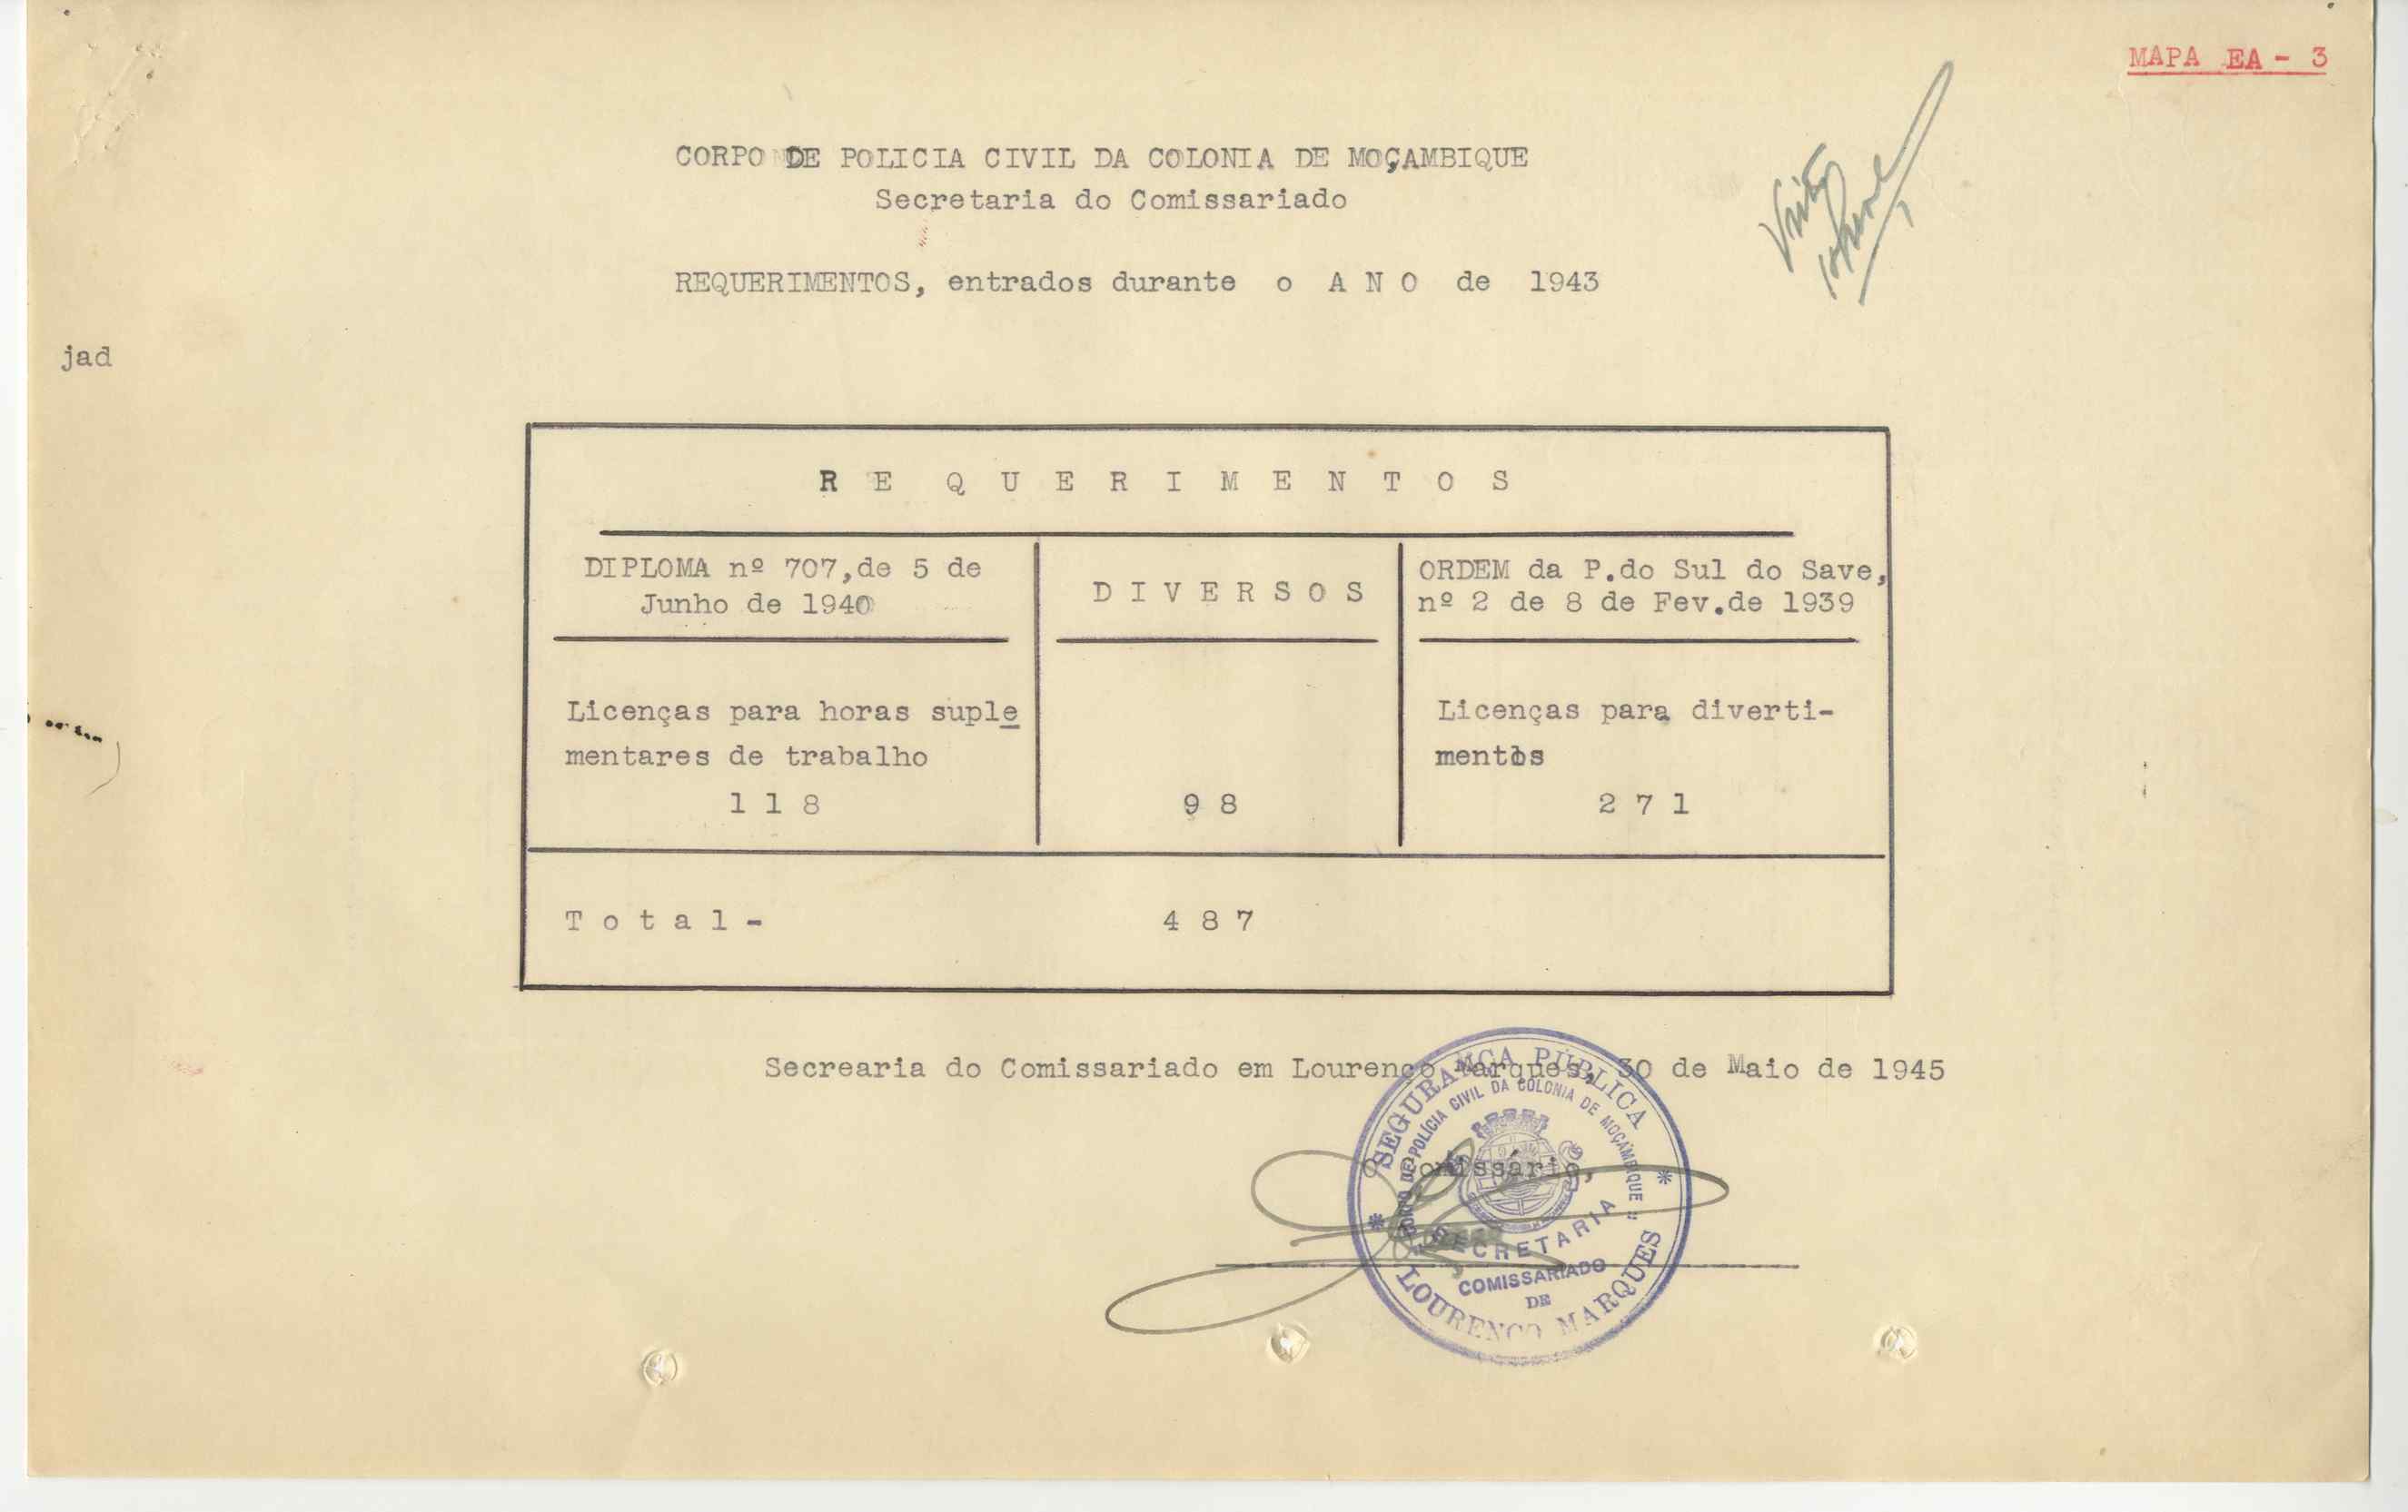 MAPA EA - 3
CORPO DE POLICIA CIVIL DA COLONIA DE MOÇAMBIQUE
Secretaria do Comissariado
REQUERIMENTOS, entrados durante o A N O de 1943
jad
R E Q U E R I M E N T O S
DIPLOMA nº 707,de 5 de
Junho de 1940
D I V E R S O S
ORDEM da P.do Sul do Save,
nº 2 de 8 de Fev.de 1939
Licenças para horas suple
mentares de trabalho
1 1 8
9 8
Licenças para diverti-
mentos
2 7 1
T o t a l - 4 8 7
Secrearia do Comissariado em Lourenço Marques, 30 de Maio de 1945
O Comissário,
SEGURANÇA PUBLICA
CORPO DE POLÍCIA CIVIL DA COLONIA DE MOÇAMBIQUE
SECRETARIA
COMISSARIADO
DE
LOURENÇO MARQUES